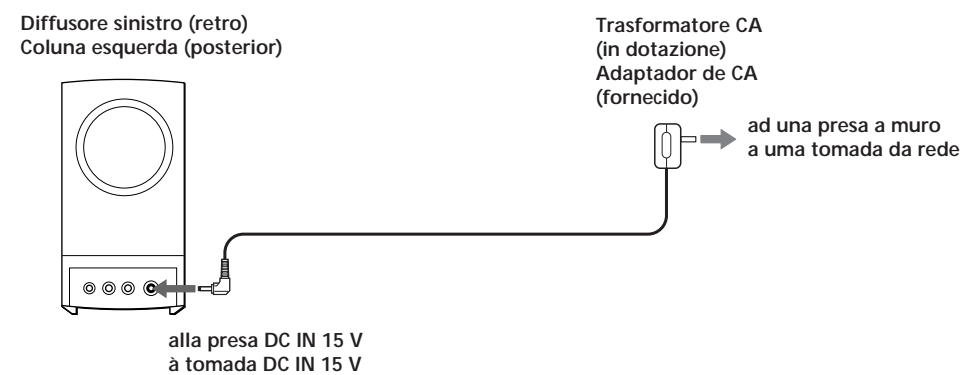 Diffusore sinistro (retro)
Coluna esquerda (posterior)
Trasformatore CA
(in dotazione)
Adaptador de CA
(fornecido)
ad una presa a muro
a uma tomada da rede
alla presa DC IN 15 V
à tomada DC IN 15 V